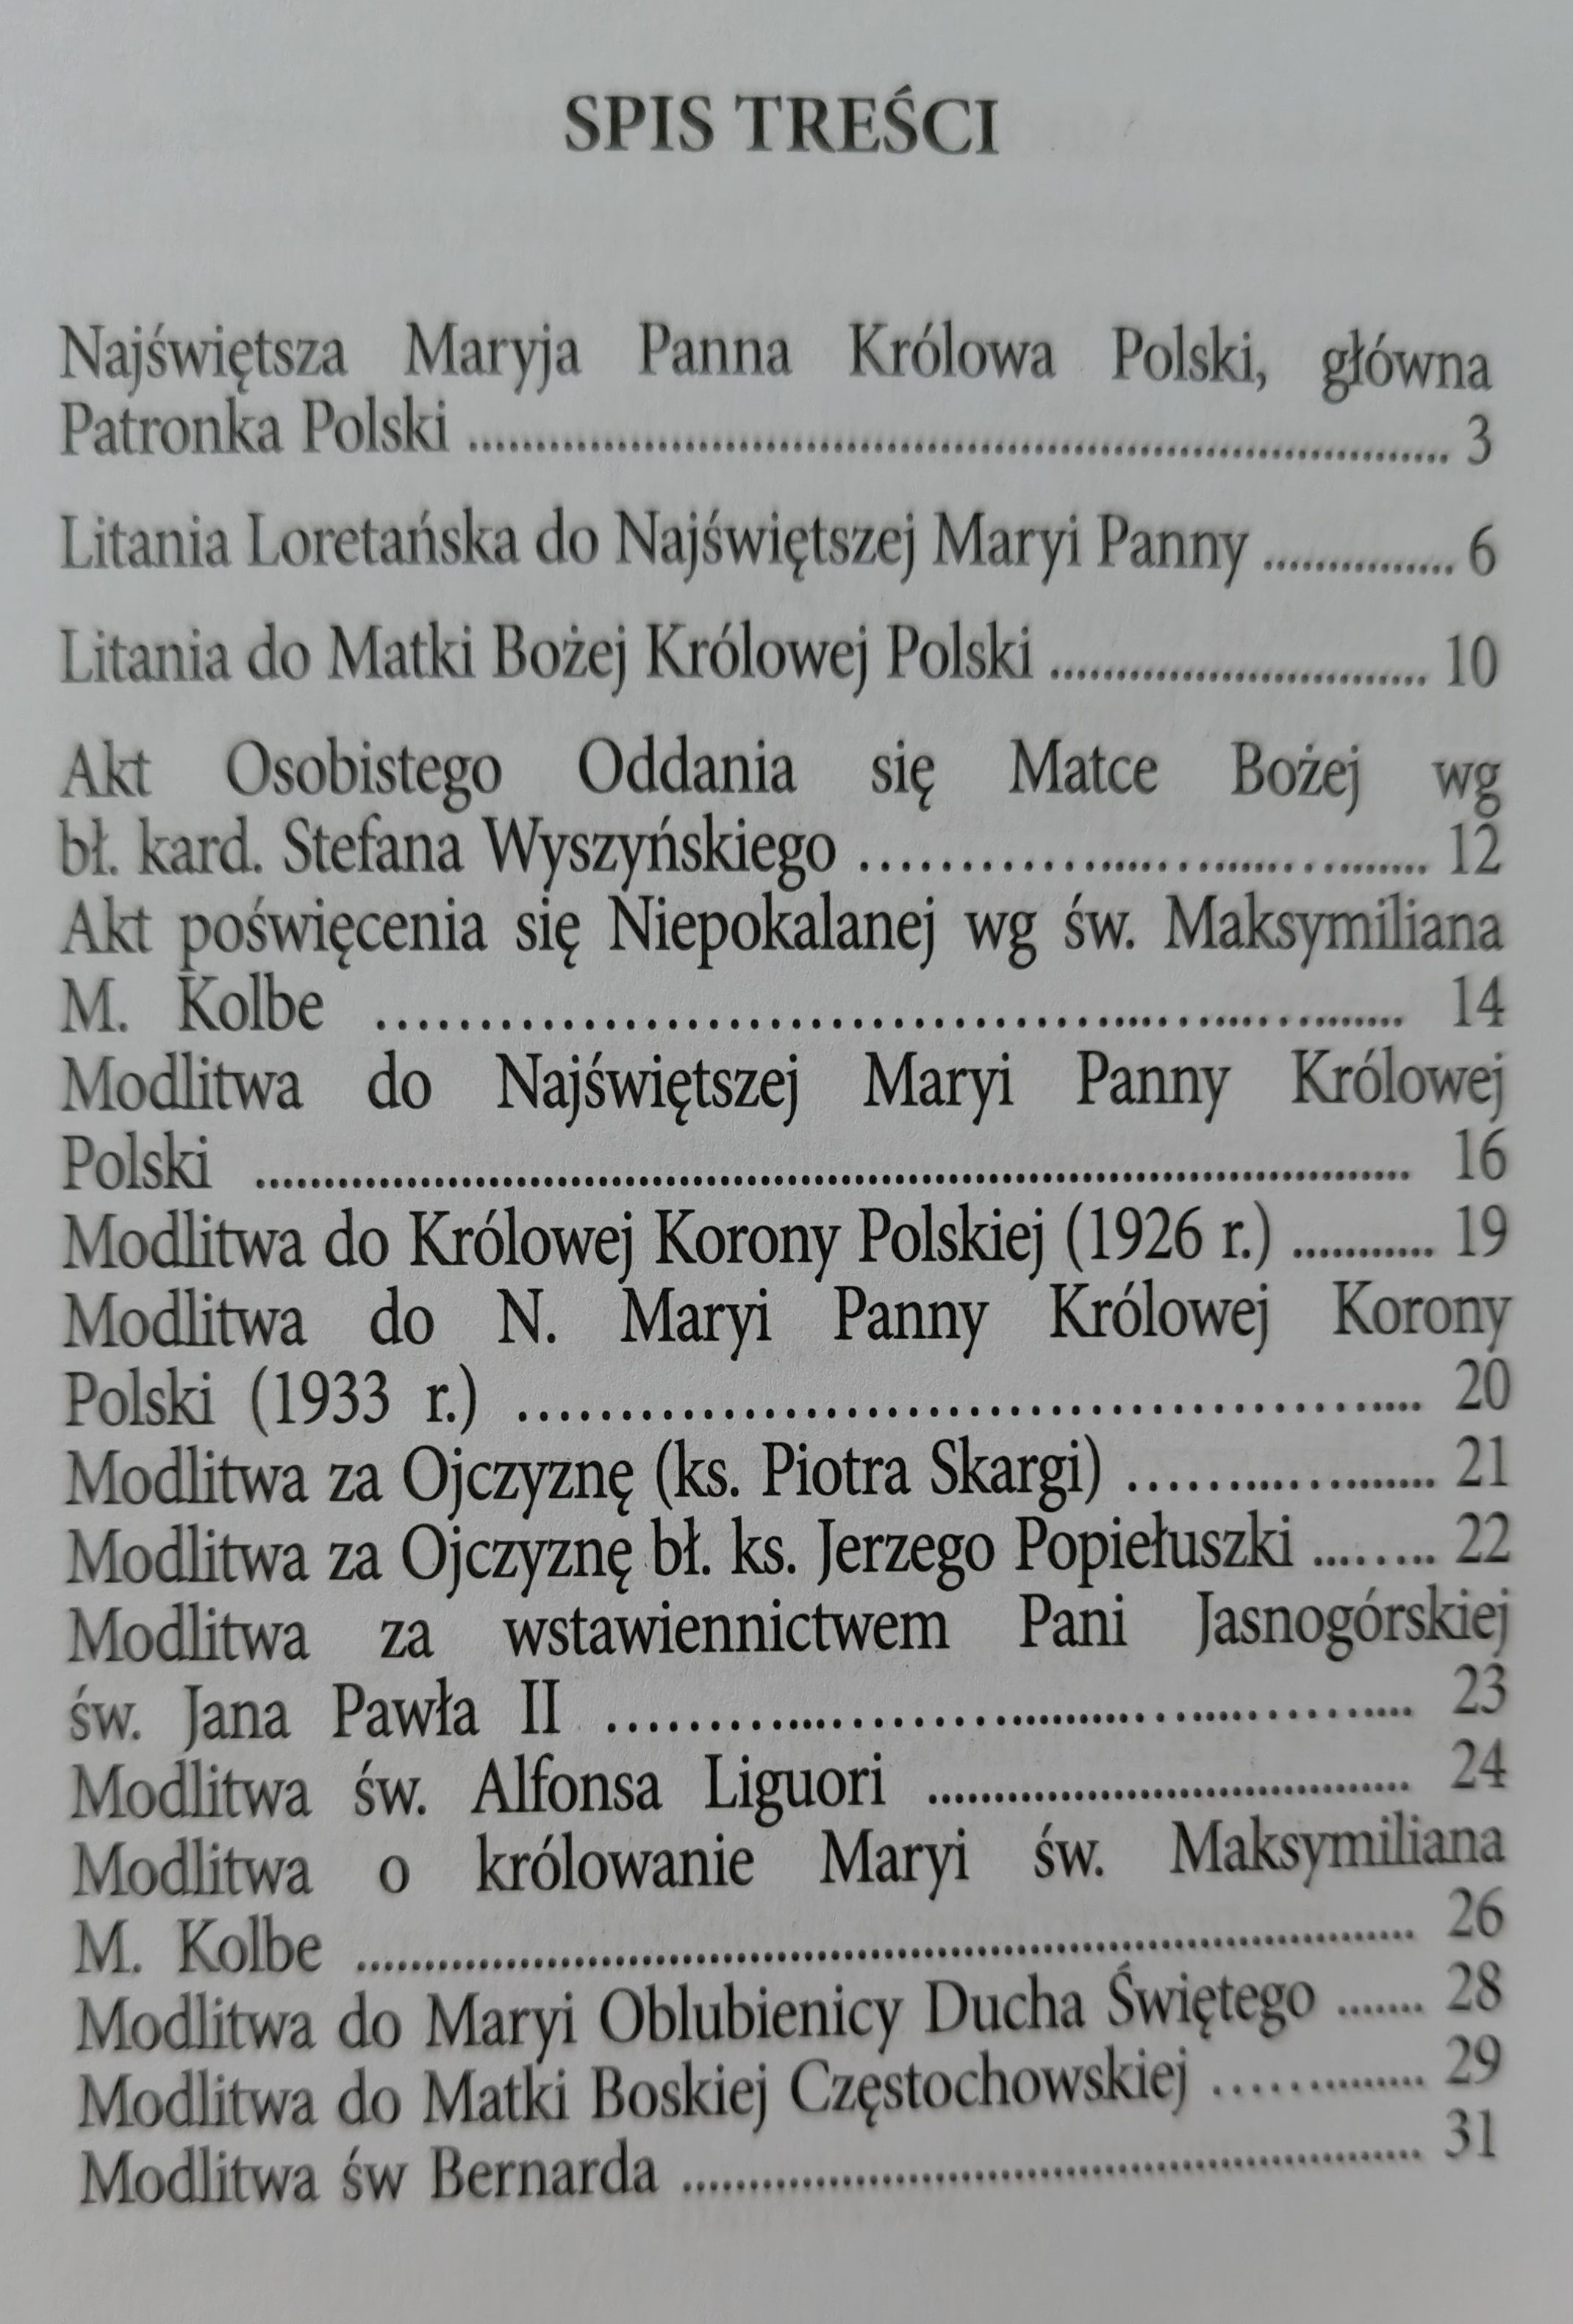 SPIS TREŚCI
Najświętsza Maryja Panna Królowa Polski, główna
Patronka Polski ........................................................................ 3
Litania Loretańska do Najświętszej Maryi Panny ............... 6
Litania do Matki Bożej Królowej Polski ............................. 10
Akt Osobistego Oddania się Matce Bożej wg
bł. kard. Stefana Wyszyńskiego ........................................ 12
Akt poświęcenia się Niepokalanej wg św. Maksymiliana
M. Kolbe ........................................................ 14
Modlitwa do Najświętszej Maryi Panny Królowej
Polski ........................................................................ 16
Modlitwa do Królowej Korony Polskiej (1926 r.) ........... 19
Modlitwa do N. Maryi Panny Królowej Korony
Polski (1933 r.) .................................................. 20
Modlitwa za Ojczyznę (ks. Piotra Skargi) ...................... 21
Modlitwa za Ojczyznę bł. ks. Jerzego Popiełuszki ........ 22
Modlitwa za wstawiennictwem Pani Jasnogórskiej
św. Jana Pawła II .................................................. 23
Modlitwa św. Alfonsa Liguori ..................................... 24
Modlitwa o królowanie Maryi św. Maksymiliana
M. Kolbe ........................................................................ 26
Modlitwa do Maryi Oblubienicy Ducha Świętego ....... 28
Modlitwa do Matki Boskiej Częstochowskiej .............. 29
Modlitwa św Bernarda ........................................................ 31